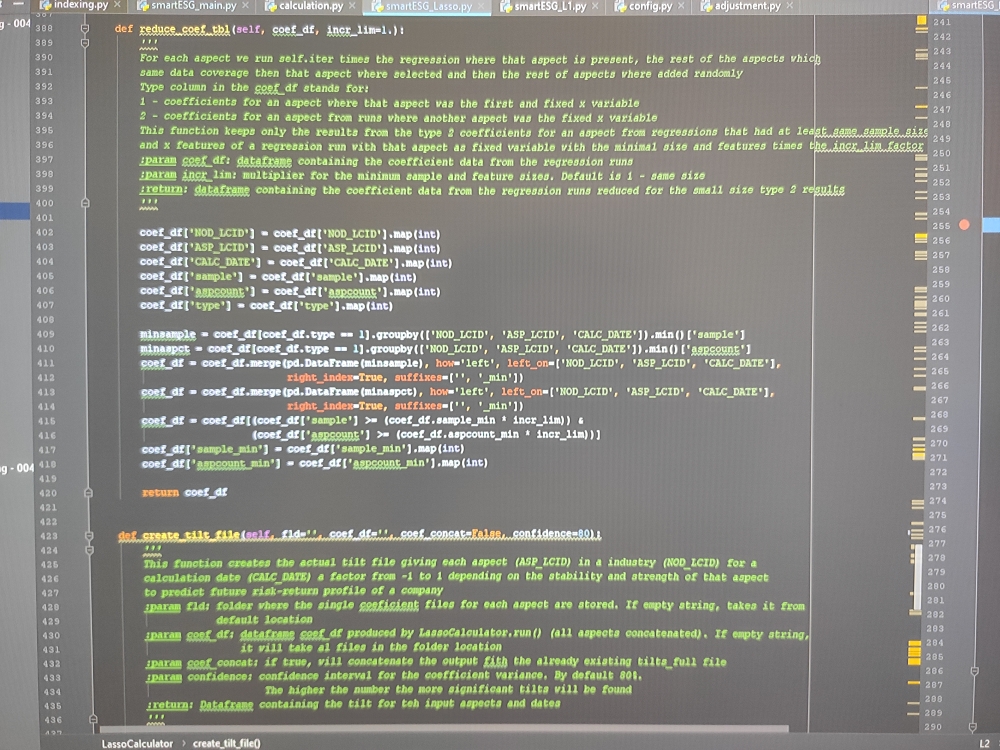 indexing.py × smartESG_main.py × calculation.py × smartESG_Lasso.py × smartESG_L1.py × config.py × adjustment.py × smartESG_
g - 004
388 def reduce_coef_tbl(self, coef_df, incr_lim=1.):
389 '''
390 For each aspect we run self.iter times the regression where that aspect is present, the rest of the aspects which
391 same data coverage then that aspect where selected and then the rest of aspects where added randomly
392 Type column in the coef_df stands for:
393 1 - coefficients for an aspect where that aspect was the first and fixed x variable
394 2 - coefficients for an aspect from runs where another aspect was the fixed x variable
395 This function keeps only the results from the type 2 coefficients for an aspect from regressions that had at least same sample size
396 and x features of a regression run with that aspect as fixed variable with the minimal size and features times the incr_lim factor
397 :param coef_df: dataframe containing the coefficient data from the regression runs
398 :param incr_lim: multiplier for the minimum sample and feature sizes. Default is 1 - same size
399 :return: dataframe containing the coefficient data from the regression runs reduced for the small size type 2 results
400 '''
401
402 coef_df['NOD_LCID'] = coef_df['NOD_LCID'].map(int)
403 coef_df['ASP_LCID'] = coef_df['ASP_LCID'].map(int)
404 coef_df['CALC_DATE'] = coef_df['CALC_DATE'].map(int)
405 coef_df['sample'] = coef_df['sample'].map(int)
406 coef_df['aspcount'] = coef_df['aspcount'].map(int)
407 coef_df['type'] = coef_df['type'].map(int)
408
409 minsample = coef_df[coef_df.type == 1].groupby(['NOD_LCID', 'ASP_LCID', 'CALC_DATE']).min()['sample']
410 minaspct = coef_df[coef_df.type == 1].groupby(['NOD_LCID', 'ASP_LCID', 'CALC_DATE']).min()['aspcount']
411 coef_df = coef_df.merge(pd.DataFrame(minsample), how='left', left_on=['NOD_LCID', 'ASP_LCID', 'CALC_DATE'],
412 right_index=True, suffixes=['', '_min'])
413 coef_df = coef_df.merge(pd.DataFrame(minaspct), how='left', left_on=['NOD_LCID', 'ASP_LCID', 'CALC_DATE'],
414 right_index=True, suffixes=['', '_min'])
415 coef_df = coef_df[(coef_df['sample'] >= (coef_df.sample_min * incr_lim)) &
416 (coef_df['aspcount'] >= (coef_df.aspcount_min * incr_lim))]
417 coef_df['sample_min'] = coef_df['sample_min'].map(int)
418 coef_df['aspcount_min'] = coef_df['aspcount_min'].map(int)
419
420 return coef_df
421
422
423 def create_tilt_file(self, fld='', coef_df='', coef_concat=False, confidence=80):
424 '''
425 This function creates the actual tilt file giving each aspect (ASP_LCID) in a industry (NOD_LCID) for a
426 calculation date (CALC_DATE) a factor from -1 to 1 depending on the stability and strength of that aspect
427 to predict future risk-return profile of a company
428 :param fld: folder where the single coeficient files for each aspect are stored. If empty string, takes it from
429 default location
430 :param coef_df: dataframe coef_df produced by LassoCalculator.run() (all aspects concatenated). If empty string,
431 it will take al files in the folder location
432 :param coef_concat: if true, will concatenate the output fith the already existing tilts_full file
433 :param confidence: confidence interval for the coefficient variance. By default 80%.
434 The higher the number the more significant tilts will be found
435 :return: Dataframe containing the tilt for teh input aspects and dates
436 '''
437
g - 004
LassoCalculator > create_tilt_file()
241
242
243
244
245
246
247
248
249
250
251
252
253
254
255
256
257
258
259
260
261
262
263
264
265
266
267
268
269
270
271
272
273
274
275
276
277
278
279
280
281
282
283
284
285
286
287
288
289
290
L2